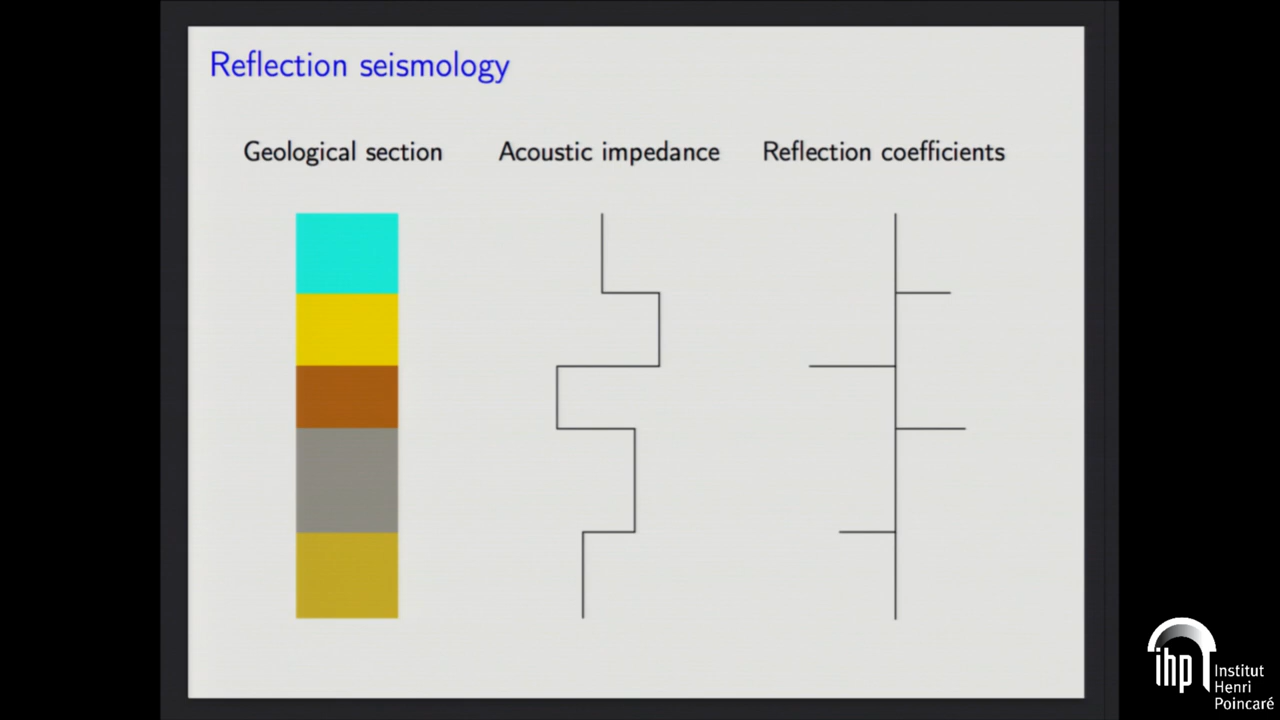 Reflection seismology
Geological section
Acoustic impedance
Reflection coefficients
ihp
Institut
Henri
Poincaré